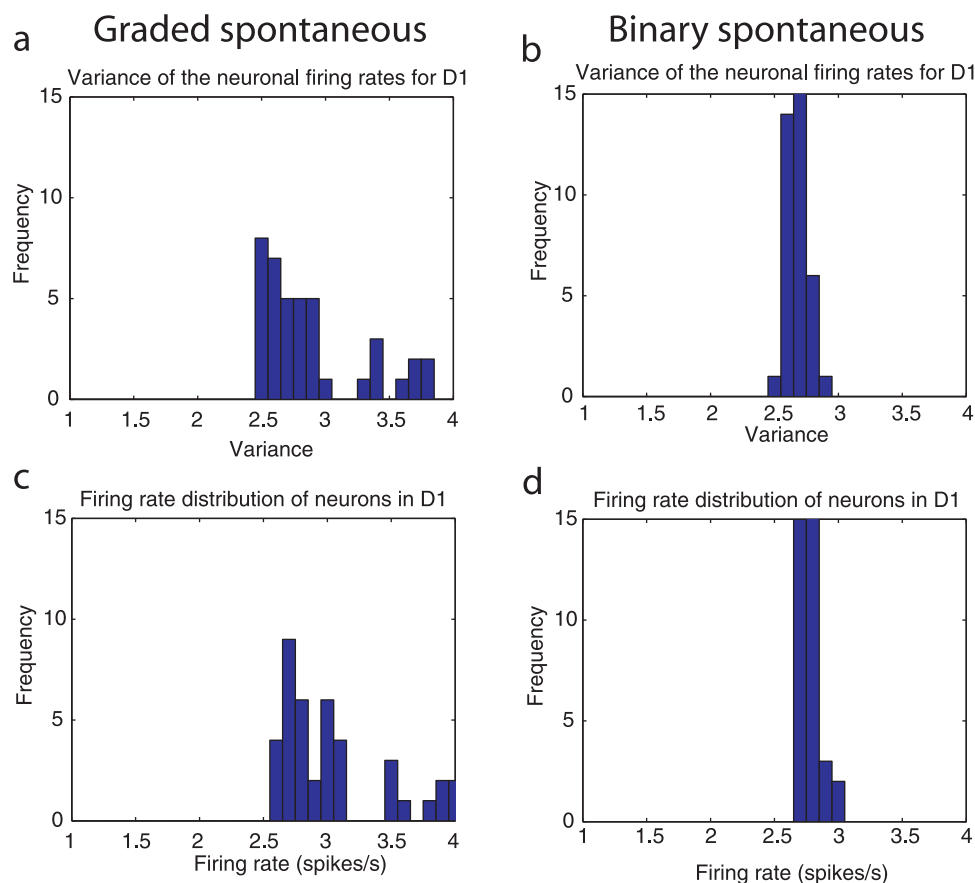 a
Graded spontaneous
Variance of the neuronal firing rates for D1
15
10
5
0
Frequency
1 1.5 2 2.5 3 3.5 4
Variance
b
Binary spontaneous
Variance of the neuronal firing rates for D1
15
10
5
0
Frequency
1 1.5 2 2.5 3 3.5 4
Variance
c
Firing rate distribution of neurons in D1
15
10
5
0
Frequency
1 1.5 2 2.5 3 3.5 4
Firing rate (spikes/s)
d
Firing rate distribution of neurons in D1
15
10
5
0
Frequency
1 1.5 2 2.5 3 3.5 4
Firing rate (spikes/s)